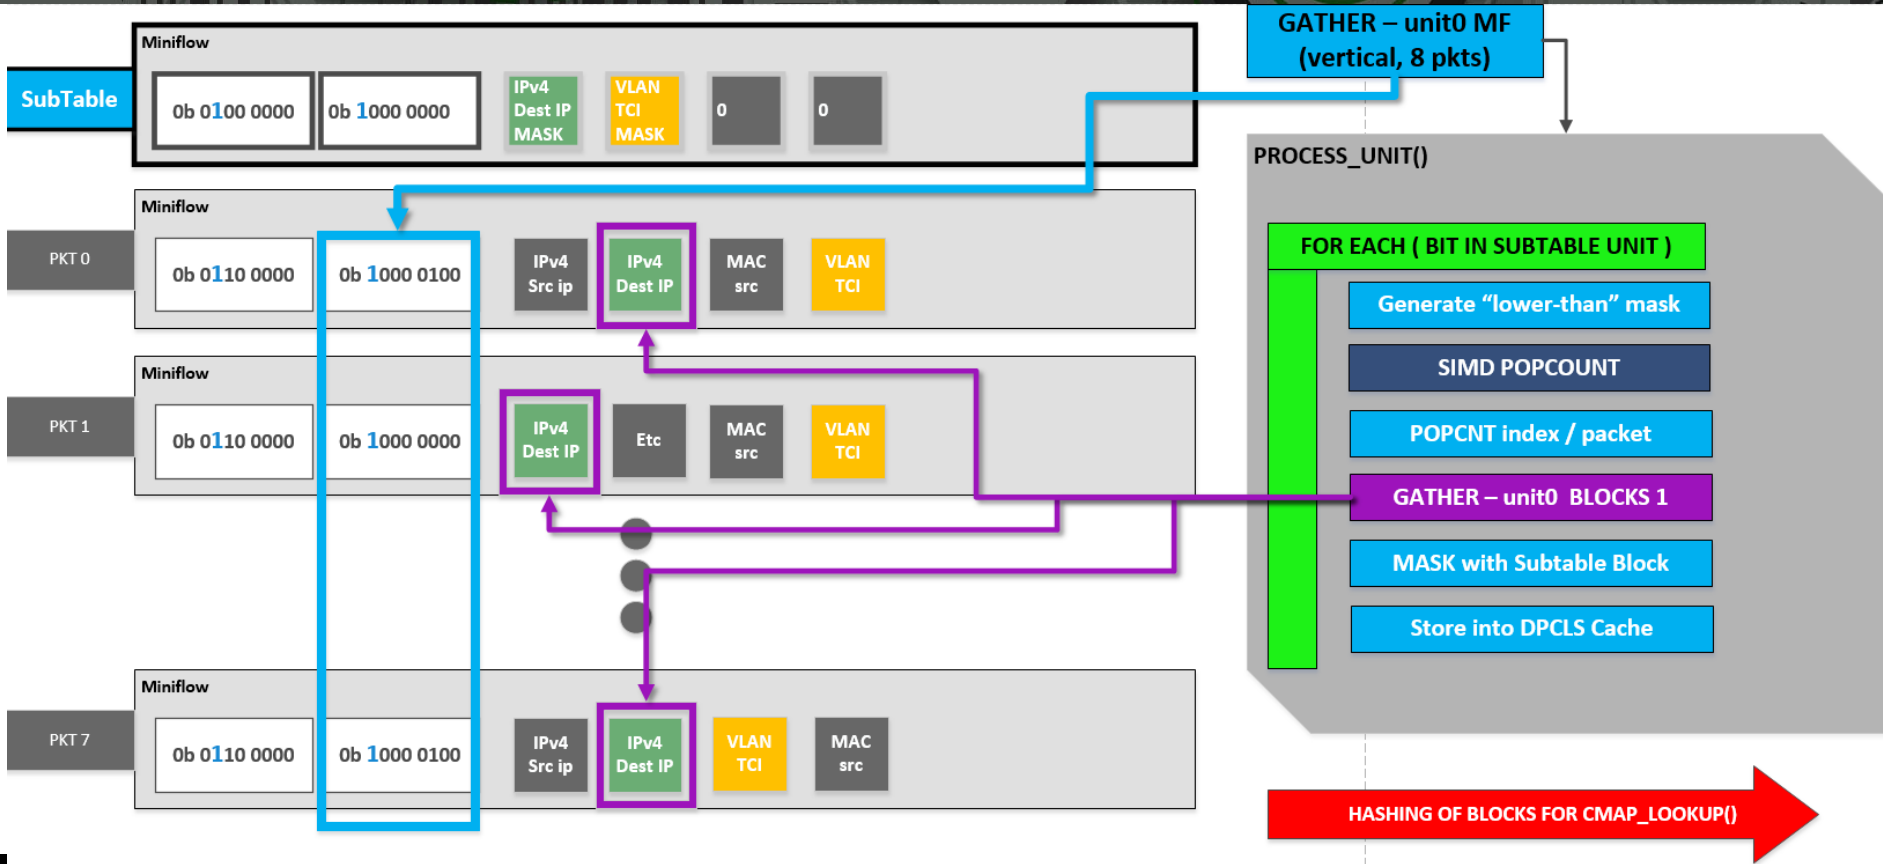 GATHER – unit0 MF
(vertical, 8 pkts)
SubTable
Miniflow
0b 0100 0000
0b 1000 0000
IPv4
Dest IP
MASK
VLAN
TCI
MASK
0
0
PKT 0
Miniflow
0b 0110 0000
0b 1000 0100
IPv4
Src ip
IPv4
Dest IP
MAC
src
VLAN
TCI
PKT 1
Miniflow
0b 0110 0000
0b 1000 0000
IPv4
Dest IP
Etc
MAC
src
VLAN
TCI
PKT 7
Miniflow
0b 0110 0000
0b 1000 0100
IPv4
Src ip
IPv4
Dest IP
VLAN
TCI
MAC
src
PROCESS_UNIT()
FOR EACH ( BIT IN SUBTABLE UNIT )
Generate “lower-than” mask
SIMD POPCOUNT
POPCNT index / packet
GATHER – unit0 BLOCKS 1
MASK with Subtable Block
Store into DPCLS Cache
HASHING OF BLOCKS FOR CMAP_LOOKUP()